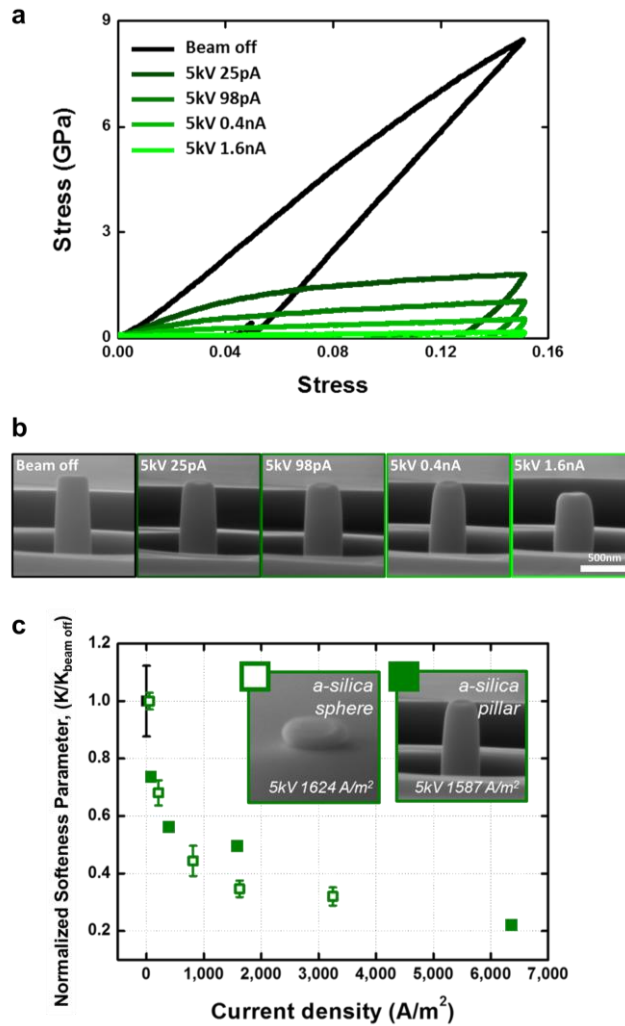 a
Beam off
5kV 25pA
5kV 98pA
5kV 0.4nA
5kV 1.6nA
Stress (GPa)
9
6
3
0
0.00 0.04 0.08 0.12 0.16
Stress
b
Beam off 5kV 25pA 5kV 98pA 5kV 0.4nA 5kV 1.6nA
500nm
c
Normalized Softeness Parameter, (K/K_beam off)
1.2
1.0
0.8
0.6
0.4
0.2
a-silica
sphere
5kV 1624 A/m²
a-silica
pillar
5kV 1587 A/m²
0 1,000 2,000 3,000 4,000 5,000 6,000 7,000
Current density (A/m²)